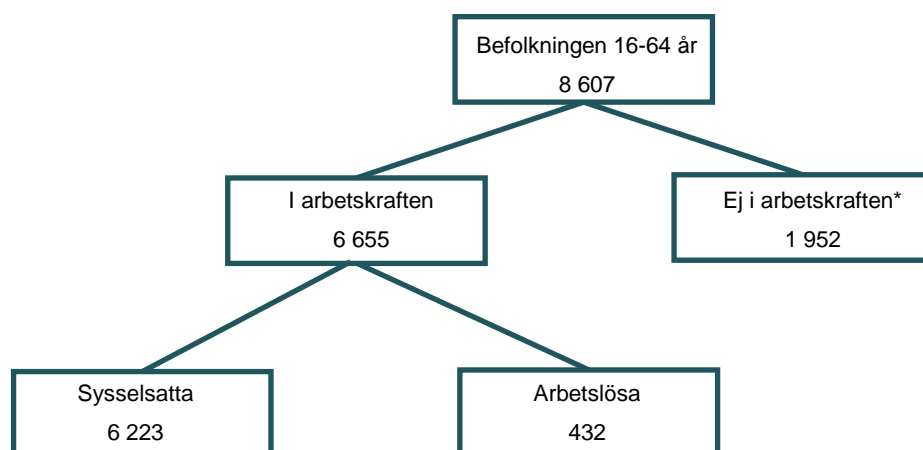 Befolkningen 16-64 år
8 607
I arbetskraften
6 655
Ej i arbetskraften*
1 952
Sysselsatta
6 223
Arbetslösa
432